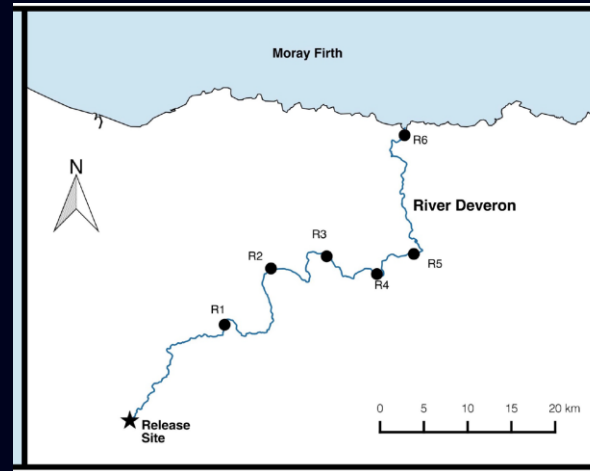 Moray Firth
N
R6
River Deveron
R3
R2
R5
R4
R1
Release
Site
0 5 10 15 20 km